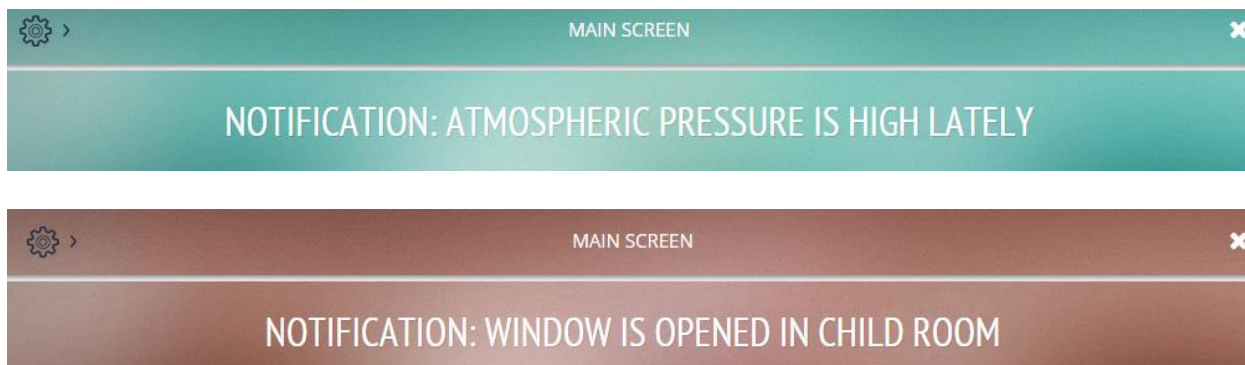 MAIN SCREEN
NOTIFICATION: ATMOSPHERIC PRESSURE IS HIGH LATELY
MAIN SCREEN
NOTIFICATION: WINDOW IS OPENED IN CHILD ROOM